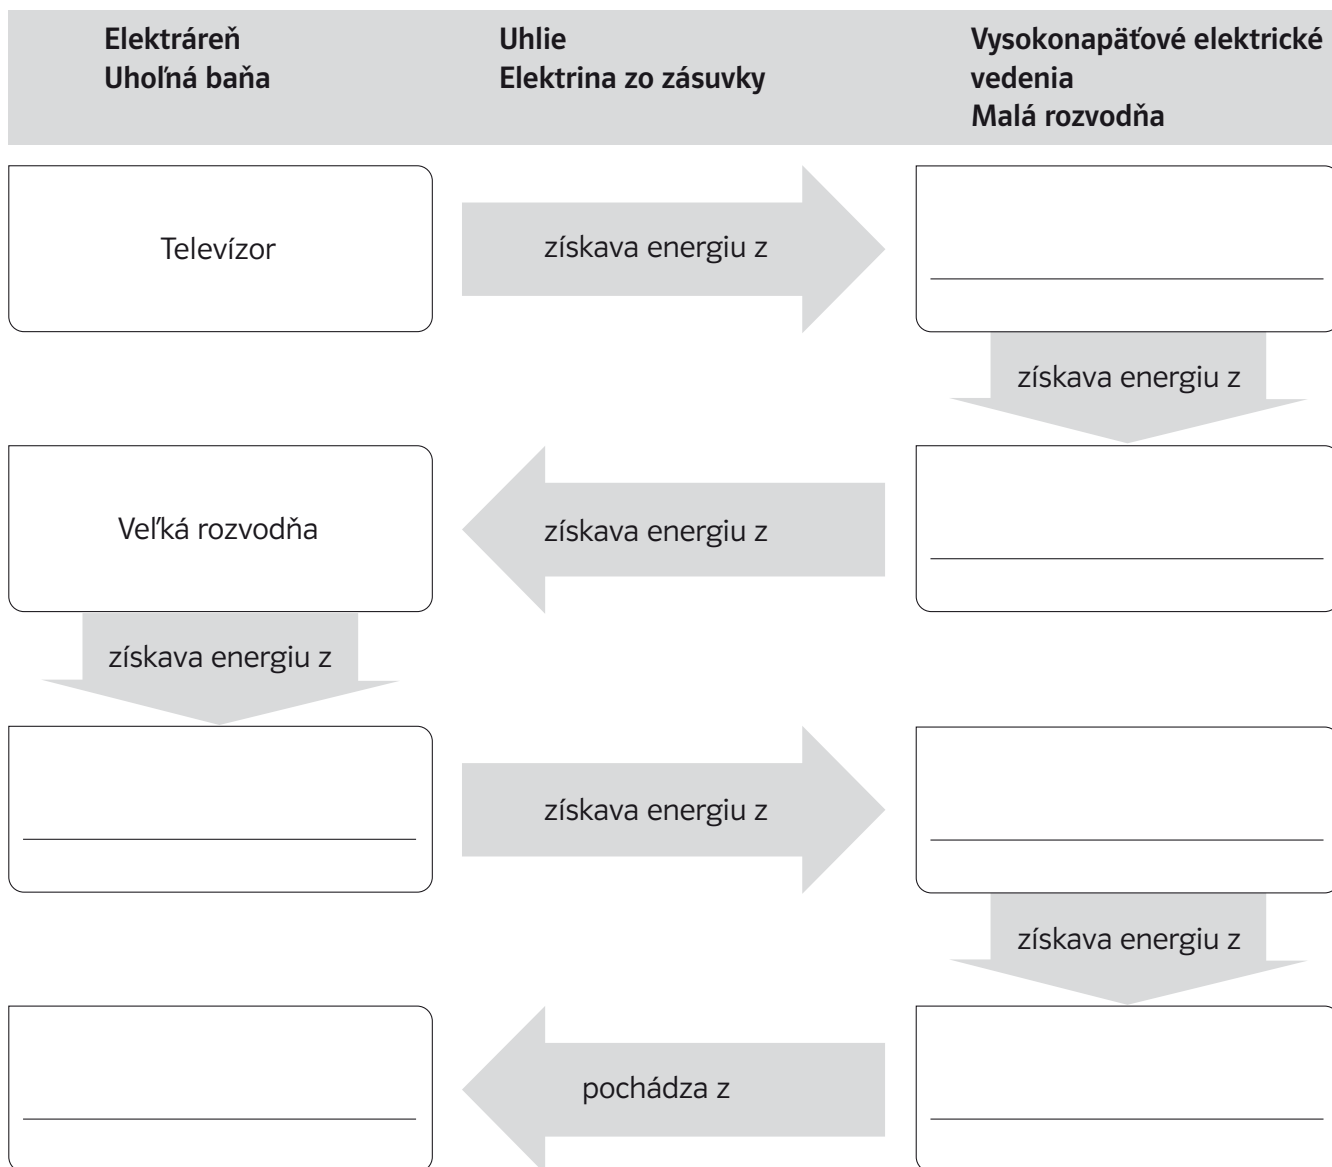 Elektráreň
Uhoľná baňa
Uhlie
Elektrina zo zásuvky
Vysokonapäťové elektrické
vedenia
Malá rozvodňa
Televízor
získava energiu z
získava energiu z
Veľká rozvodňa
získava energiu z
získava energiu z
získava energiu z
získava energiu z
pochádza z